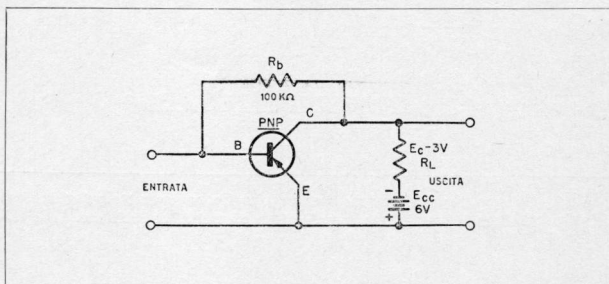 Rb
100 KΩ
PNP
C
B
E
ENTRATA
EC-3V
RL
USCITA
-
ECC
6V
+